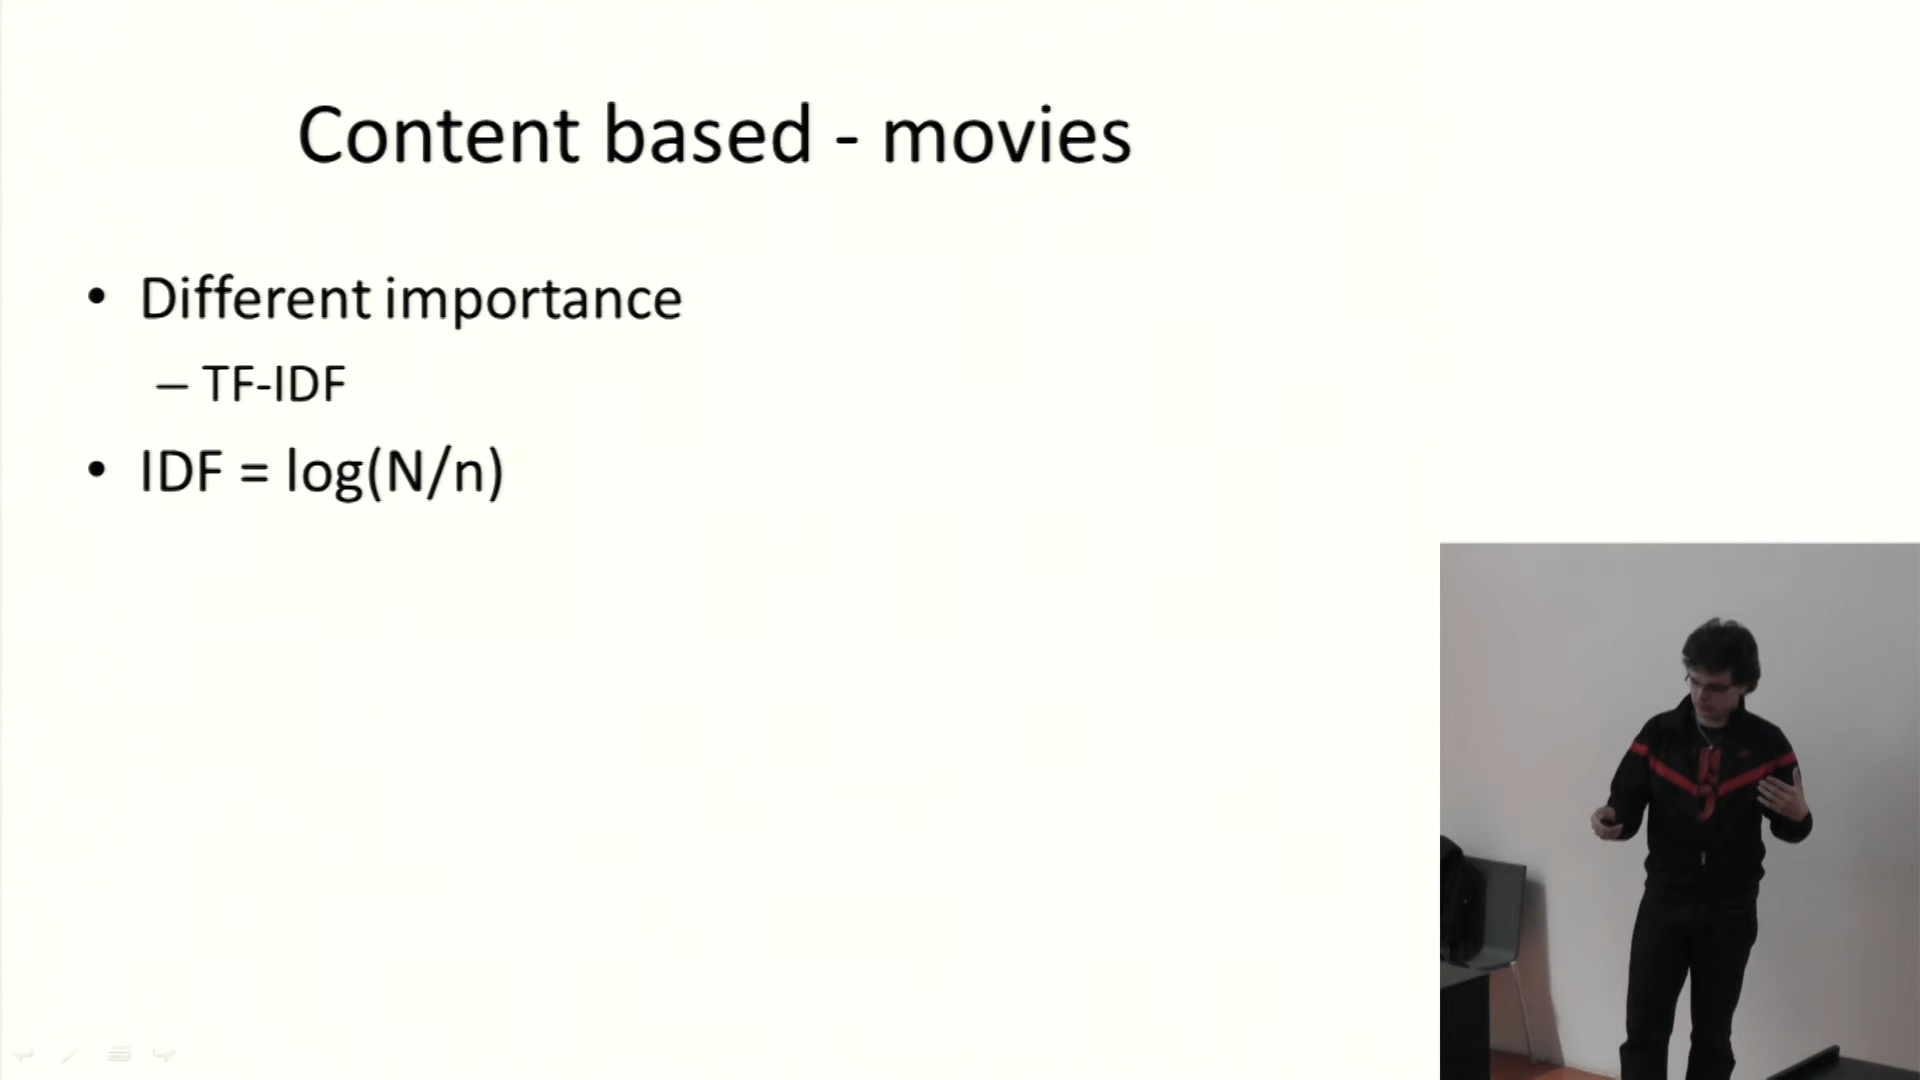 Content based - movies
• Different importance
– TF-IDF
• IDF = log(N/n)